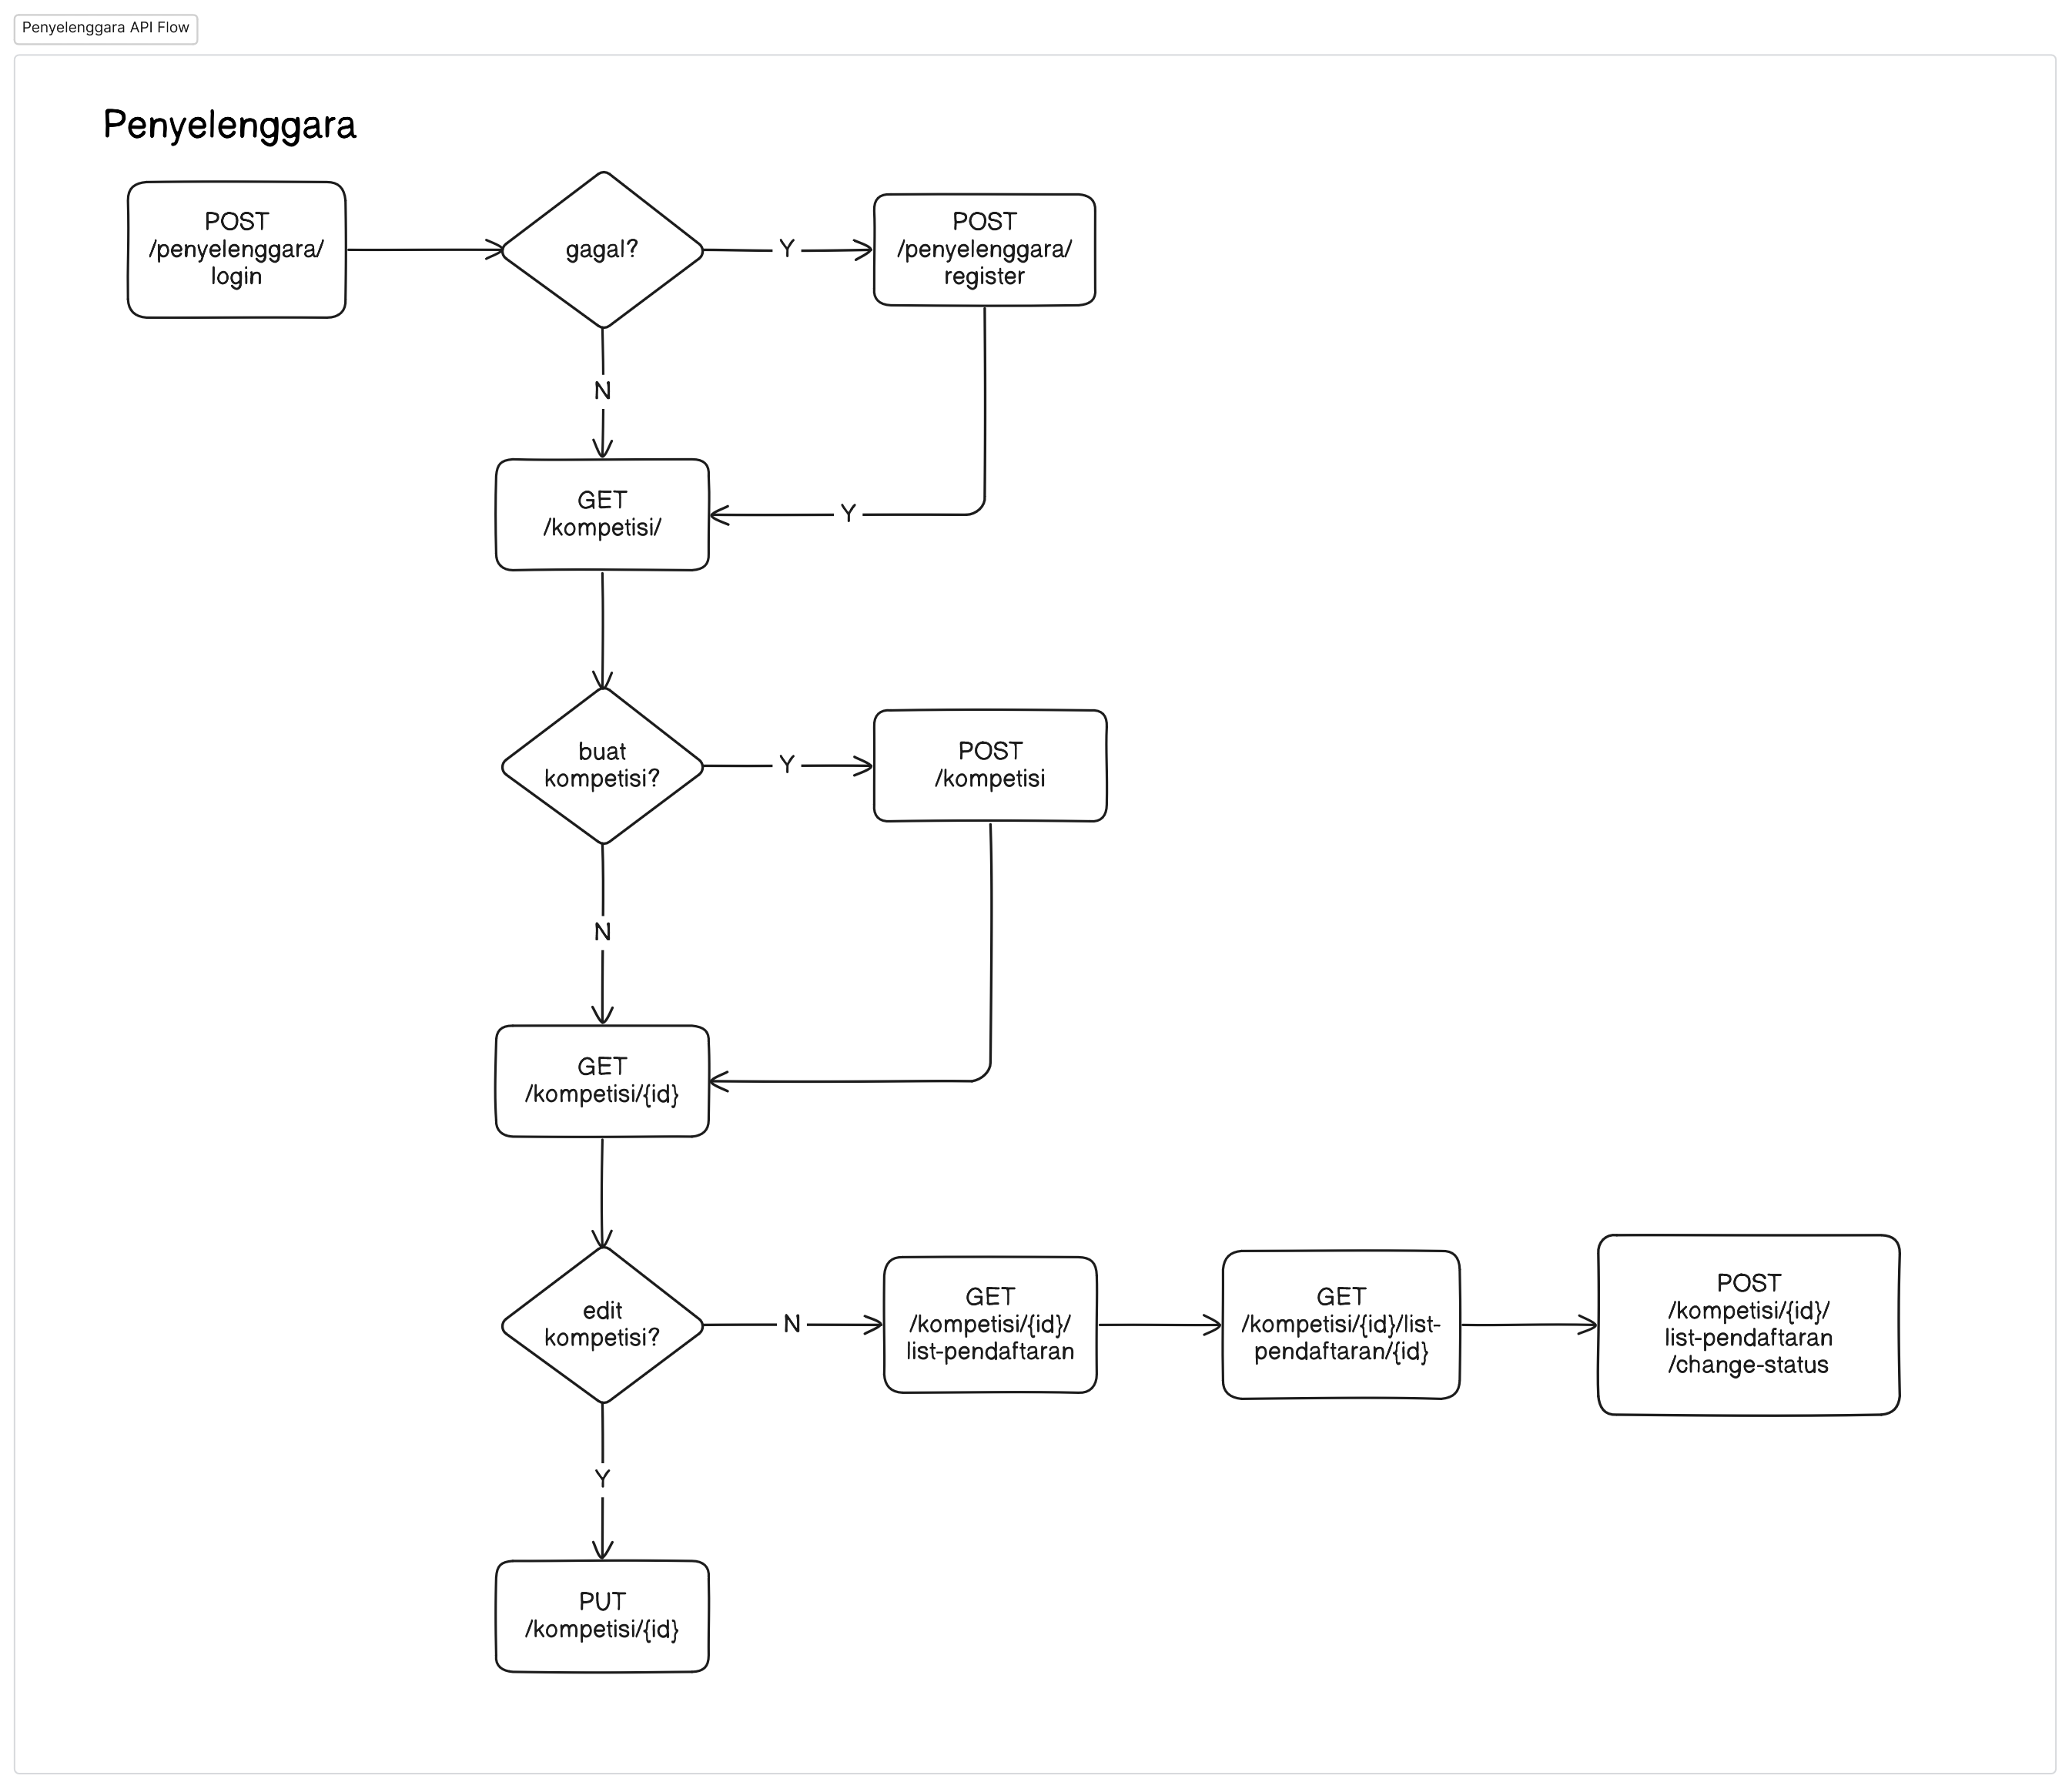 Penyelenggara API Flow
Penyelenggara
POST
/penyelenggara/
login
gagal?
Y
POST
/penyelenggara/
register
N
GET
/kompetisi/
Y
buat
kompetisi?
Y
POST
/kompetisi
N
GET
/kompetisi/{id}
edit
kompetisi?
N
GET
/kompetisi/{id}/
list-pendaftaran
GET
/kompetisi/{id}/list-
pendaftaran/{id}
POST
/kompetisi/{id}/
list-pendaftaran
/change-status
Y
PUT
/kompetisi/{id}